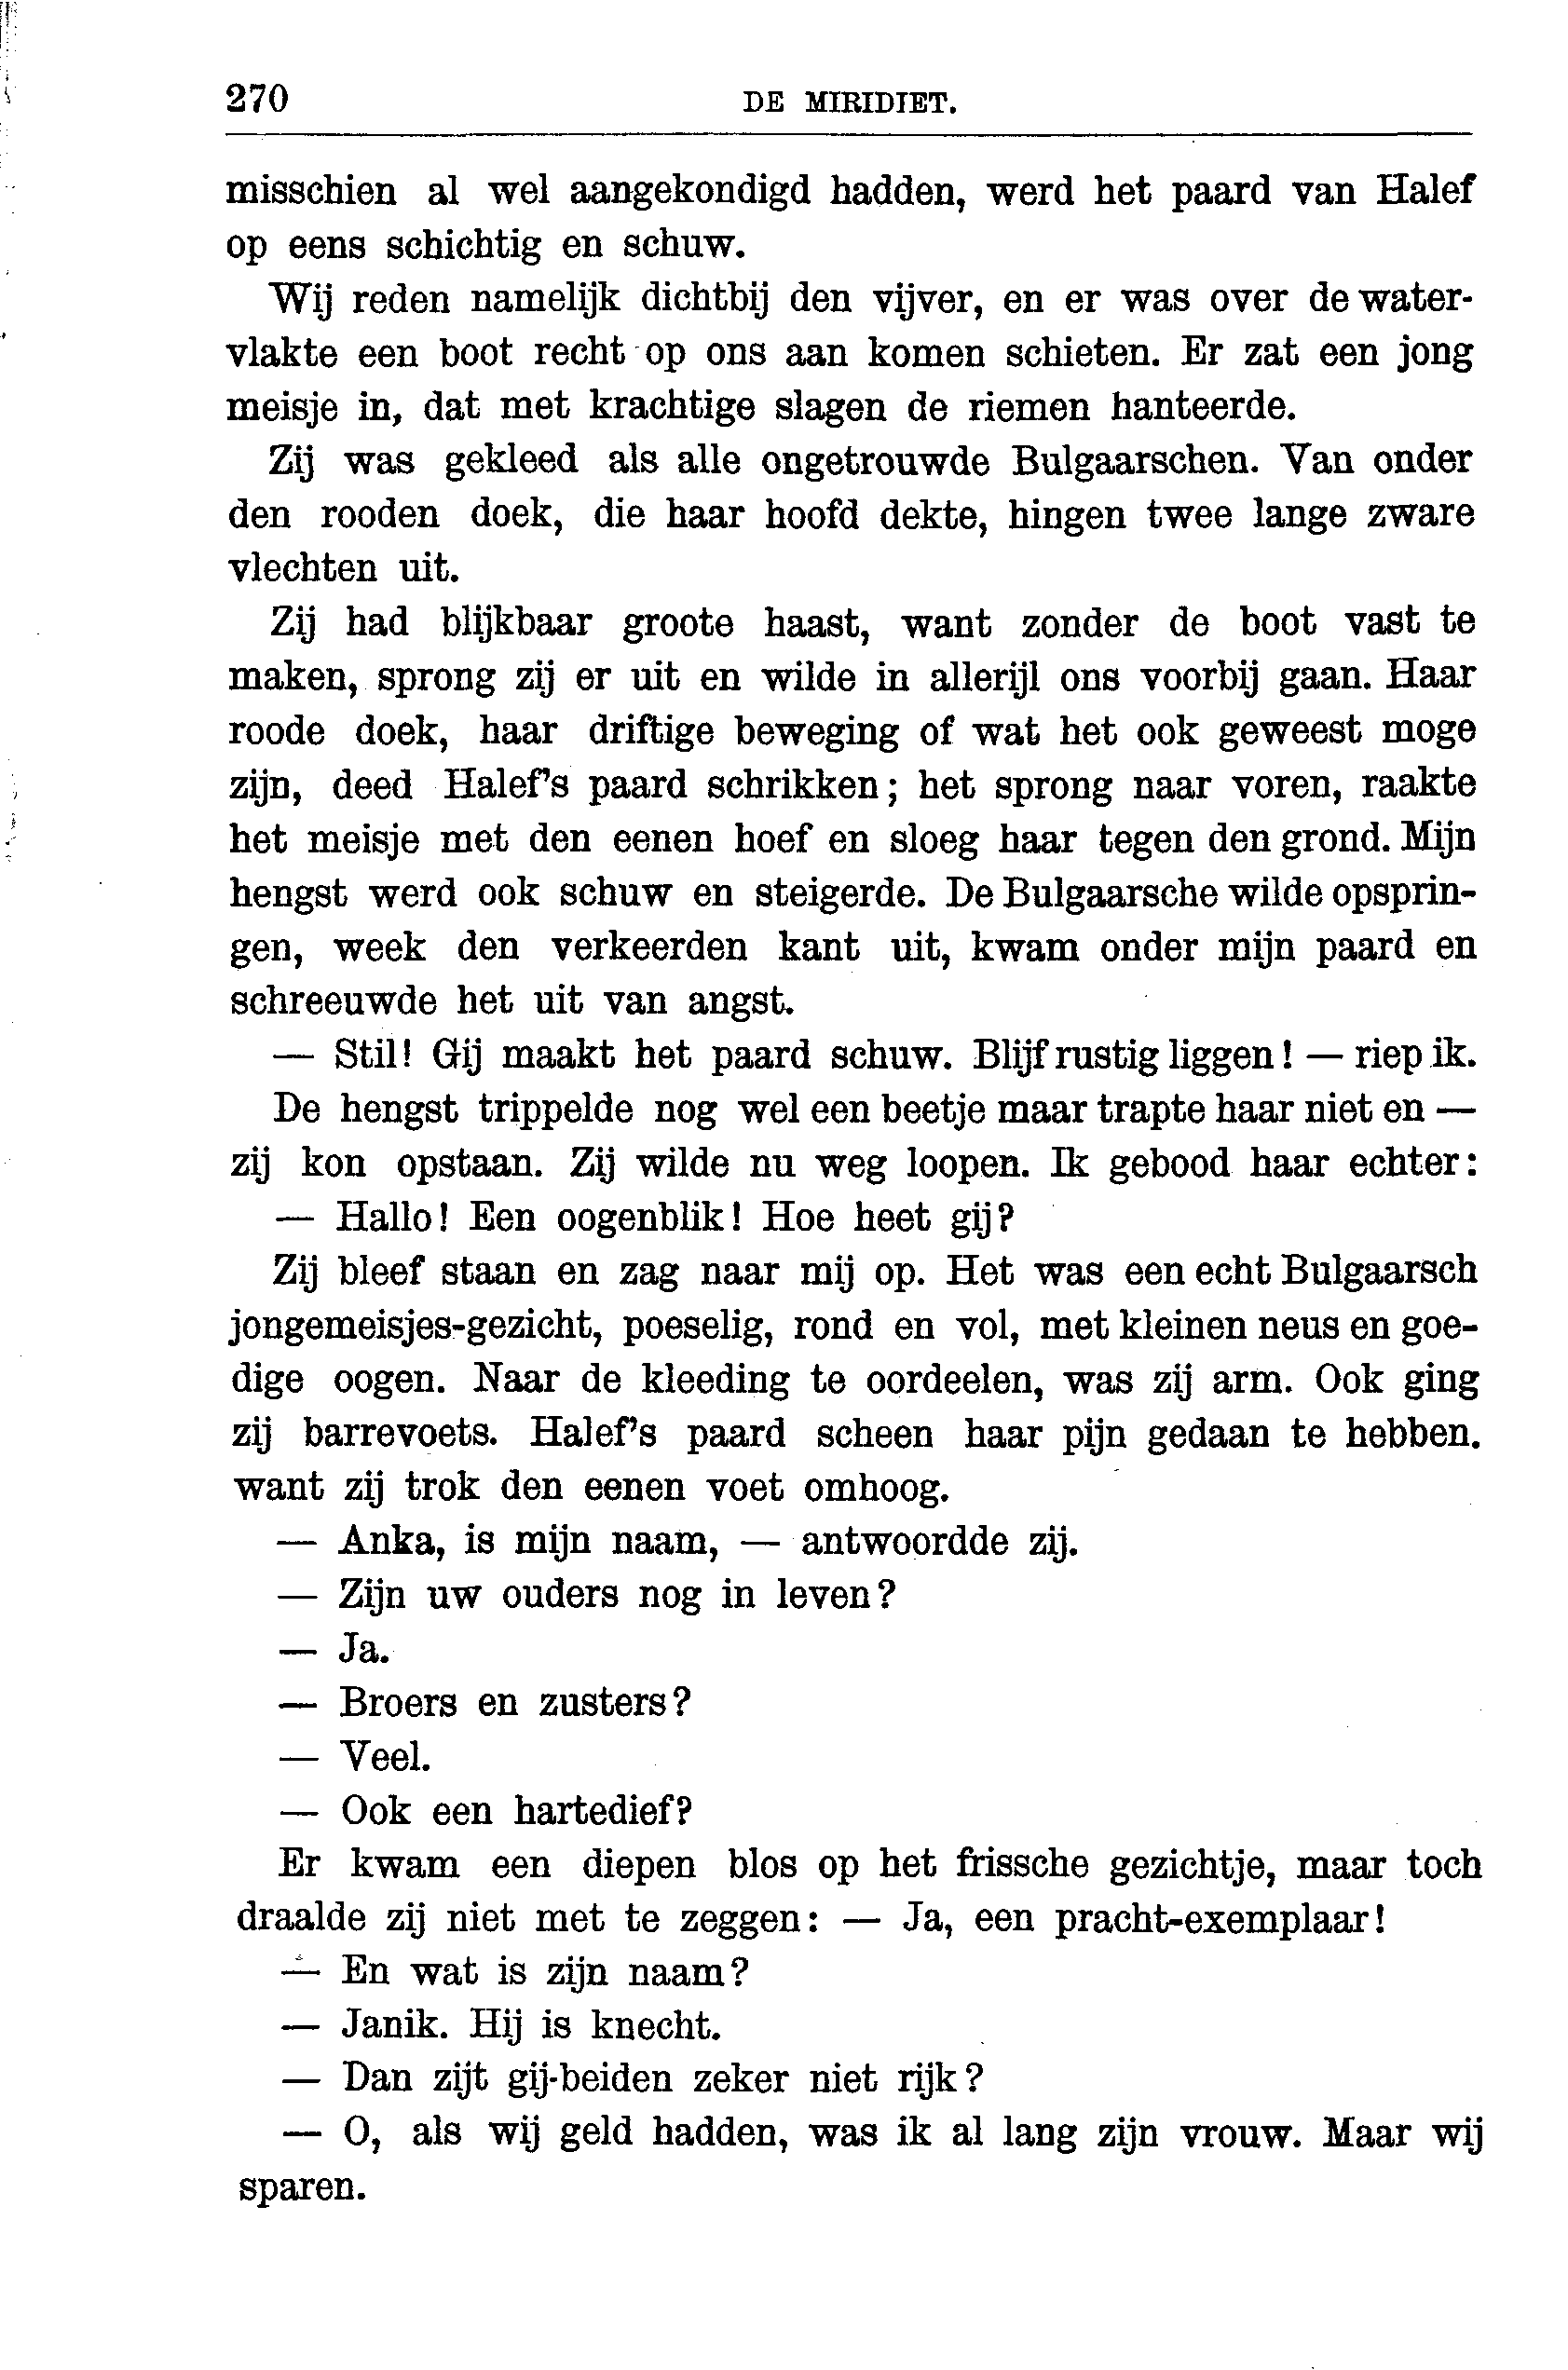 270 DE MIRIDIET.
misschien al wel aangekondigd hadden, werd het paard van Halef
op eens schichtig en schuw.
Wij reden namelijk dichtbij den vijver, en er was over de water-
vlakte een boot recht op ons aan komen schieten. Er zat een jong
meisje in, dat met krachtige slagen de riemen hanteerde.
Zij was gekleed als alle ongetrouwde Bulgaarschen. Van onder
den rooden doek, die haar hoofd dekte, hingen twee lange zware
vlechten uit.
Zij had blijkbaar groote haast, want zonder de boot vast te
maken, sprong zij er uit en wilde in allerijl ons voorbij gaan. Haar
roode doek, haar driftige beweging of wat het ook geweest moge
zijn, deed Halef's paard schrikken; het sprong naar voren, raakte
het meisje met den eenen hoef en sloeg haar tegen den grond. Mijn
hengst werd ook schuw en steigerde. De Bulgaarsche wilde opsprin-
gen, week den verkeerden kant uit, kwam onder mijn paard en
schreeuwde het uit van angst.
— Stil! Gij maakt het paard schuw. Blijf rustig liggen! — riep ik.
De hengst trippelde nog wel een beetje maar trapte haar niet en —
zij kon opstaan. Zij wilde nu weg loopen. Ik gebood haar echter:
— Hallo! Een oogenblik! Hoe heet gij?
Zij bleef staan en zag naar mij op. Het was een echt Bulgaarsch
jongemeisjes-gezicht, poeselig, rond en vol, met kleinen neus en goe-
dige oogen. Naar de kleeding te oordeelen, was zij arm. Ook ging
zij barrevoets. Halef's paard scheen haar pijn gedaan te hebben.
want zij trok den eenen voet omhoog.
— Anka, is mijn naam, — antwoordde zij.
— Zijn uw ouders nog in leven?
— Ja.
— Broers en zusters?
— Veel.
— Ook een hartedief?
Er kwam een diepen blos op het frissche gezichtje, maar toch
draalde zij niet met te zeggen: — Ja, een pracht-exemplaar!
— En wat is zijn naam?
— Janik. Hij is knecht.
— Dan zijt gij-beiden zeker niet rijk?
— O, als wij geld hadden, was ik al lang zijn vrouw. Maar wij
sparen.